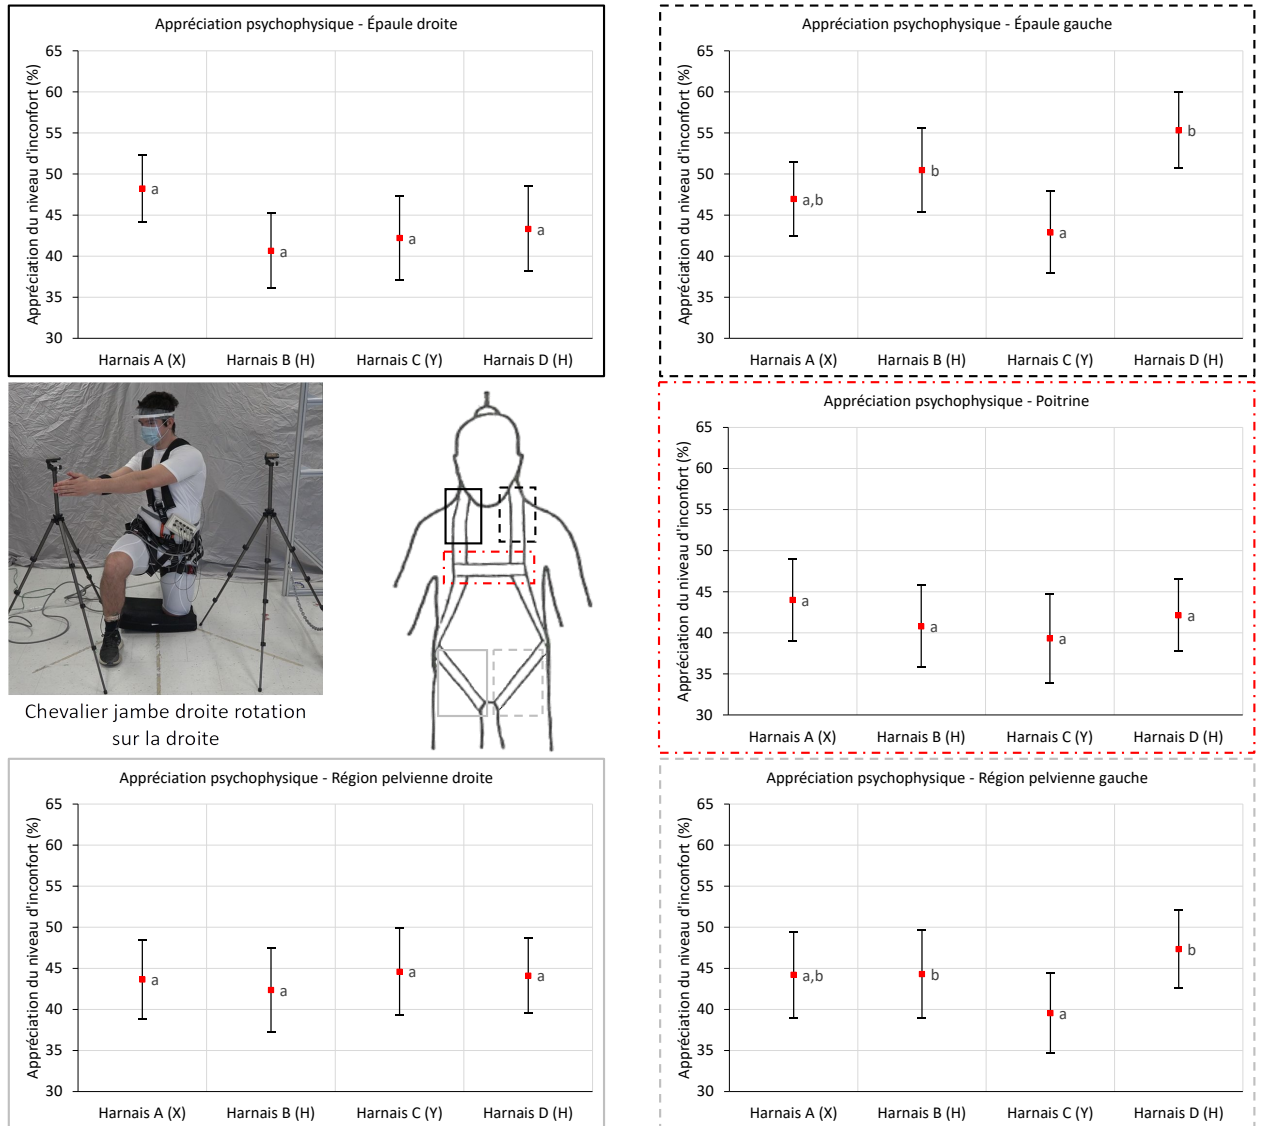 Appréciation psychophysique - Épaule droite
Appréciation du niveau d'inconfort (%)
65
60
55
50
45
40
35
30
a
a
a
a
Harnais A (X) Harnais B (H) Harnais C (Y) Harnais D (H)
Appréciation psychophysique - Épaule gauche
Appréciation du niveau d'inconfort (%)
65
60
55
50
45
40
35
30
a,b
b
a
b
Harnais A (X) Harnais B (H) Harnais C (Y) Harnais D (H)
Chevalier jambe droite rotation
sur la droite
Appréciation psychophysique - Poitrine
Appréciation du niveau d'inconfort (%)
65
60
55
50
45
40
35
30
a
a
a
a
Harnais A (X) Harnais B (H) Harnais C (Y) Harnais D (H)
Appréciation psychophysique - Région pelvienne droite
Appréciation du niveau d'inconfort (%)
65
60
55
50
45
40
35
30
a
a
a
a
Harnais A (X) Harnais B (H) Harnais C (Y) Harnais D (H)
Appréciation psychophysique - Région pelvienne gauche
Appréciation du niveau d'inconfort (%)
65
60
55
50
45
40
35
30
a,b
b
a
b
Harnais A (X) Harnais B (H) Harnais C (Y) Harnais D (H)